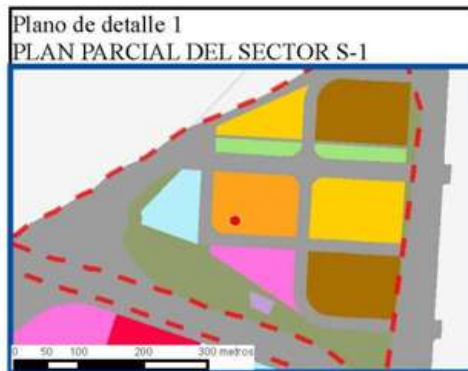 Plano de detalle 1
PLAN PARCIAL DEL SECTOR S-1
0 50 100 200 300 metros